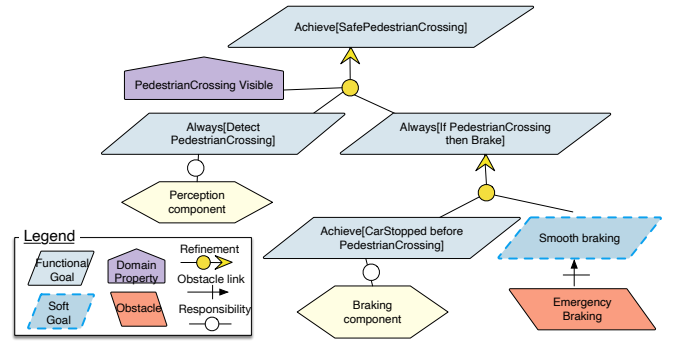 Achieve[SafePedestrianCrossing]
PedestrianCrossing Visible
Always[Detect
PedestrianCrossing]
Always[If PedestrianCrossing
then Brake]
Perception
component
Achieve[CarStopped before
PedestrianCrossing]
Smooth braking
Braking
component
Emergency
Braking
Legend
Functional
Goal
Domain
Property
Refinement
Obstacle link
Soft
Goal
Obstacle
Responsibility